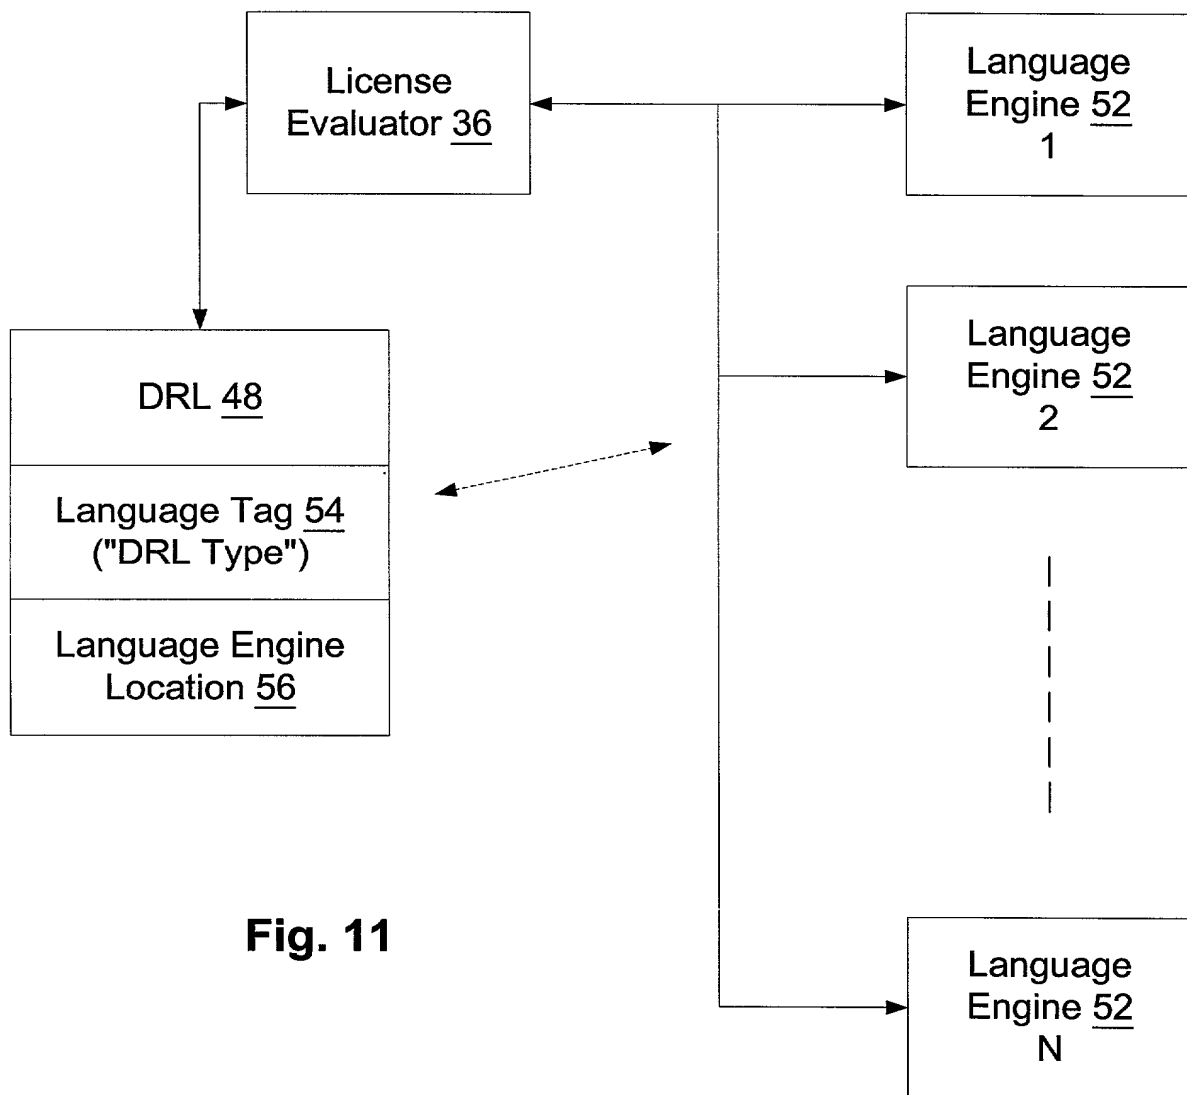 License
Evaluator 36
Language
Engine 52
1
Language
Engine 52
2
DRL 48
Language Tag 54
("DRL Type")
Language Engine
Location 56
Fig. 11
Language
Engine 52
N